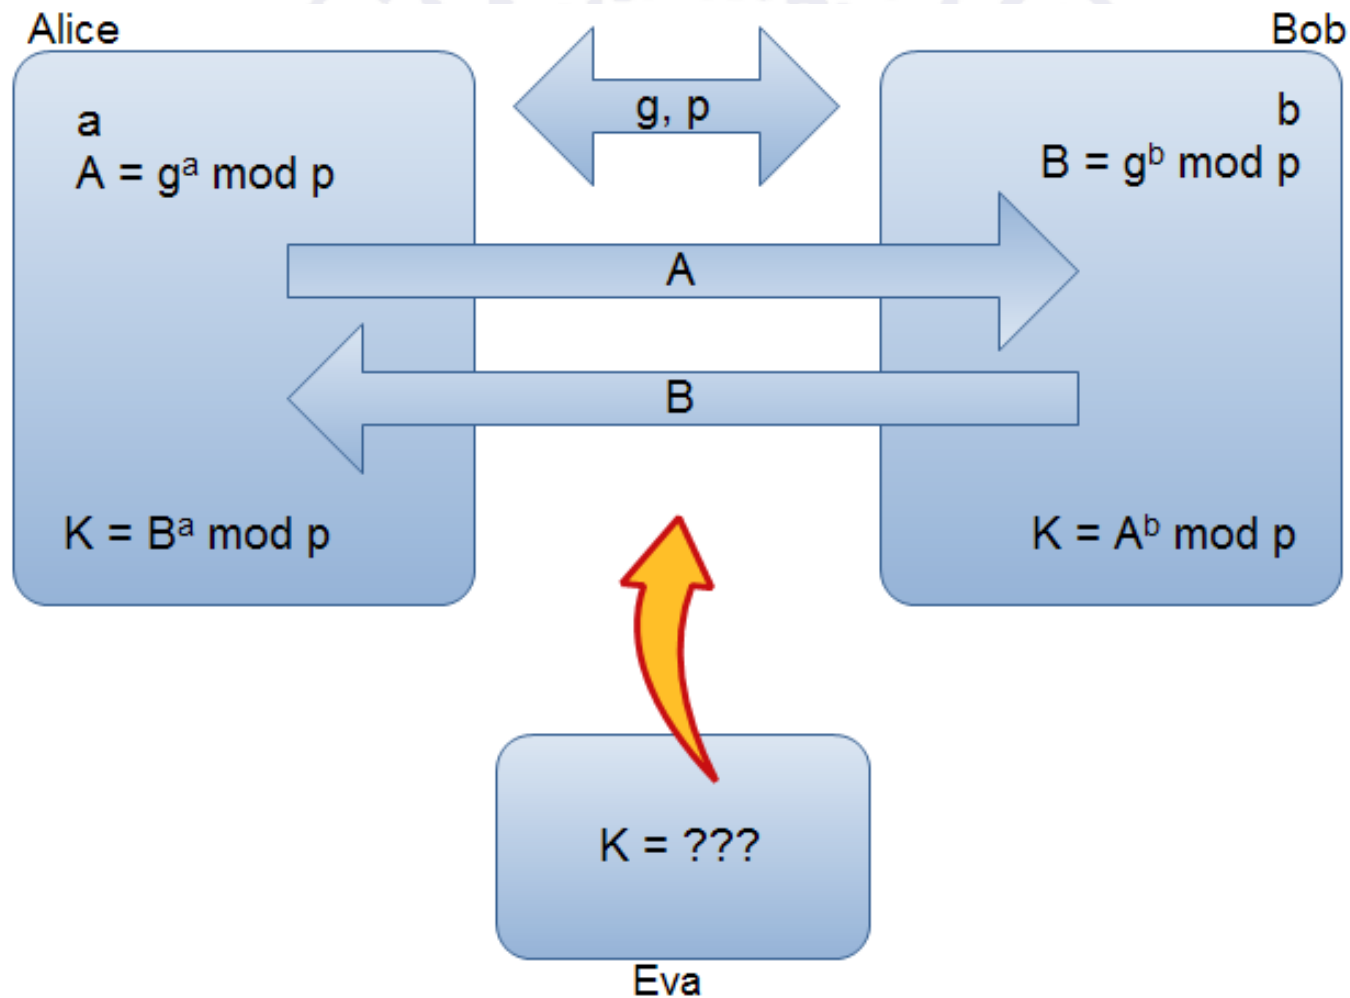 Alice
Bob
a
A = gᵃ mod p
g, p
b
B = gᵇ mod p
A
B
K = Bᵃ mod p
K = Aᵇ mod p
K = ???
Eva